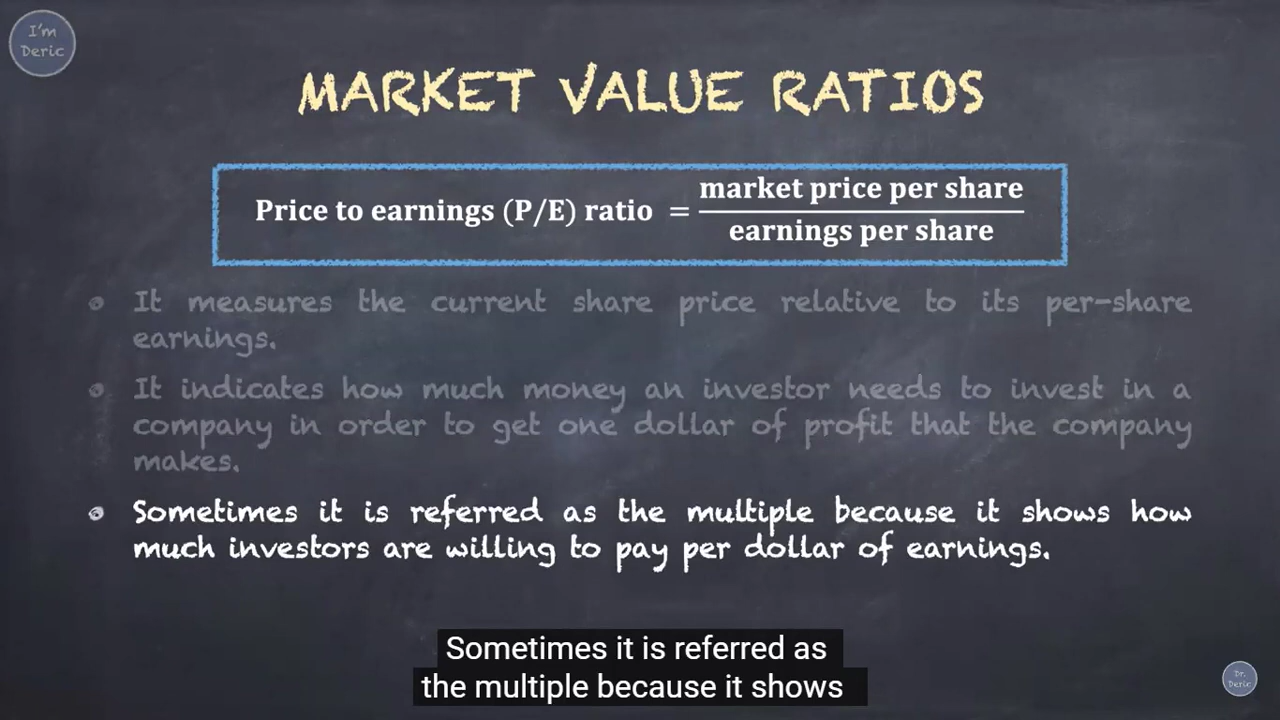 I'm
Deric
MARKET VALUE RATIOS
Price to earnings (P/E) ratio = market price per share
earnings per share
It measures the current share price relative to its per-share
earnings.
It indicates how much money an investor needs to invest in a
company in order to get one dollar of profit that the company
makes.
Sometimes it is referred as the multiple because it shows how
much investors are willing to pay per dollar of earnings.
Sometimes it is referred as
the multiple because it shows
Dr.
Deric